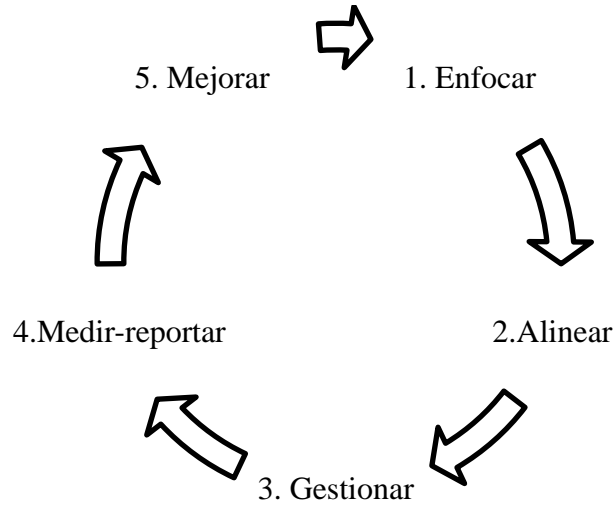 5. Mejorar
1. Enfocar
4.Medir-reportar
2.Alinear
3. Gestionar